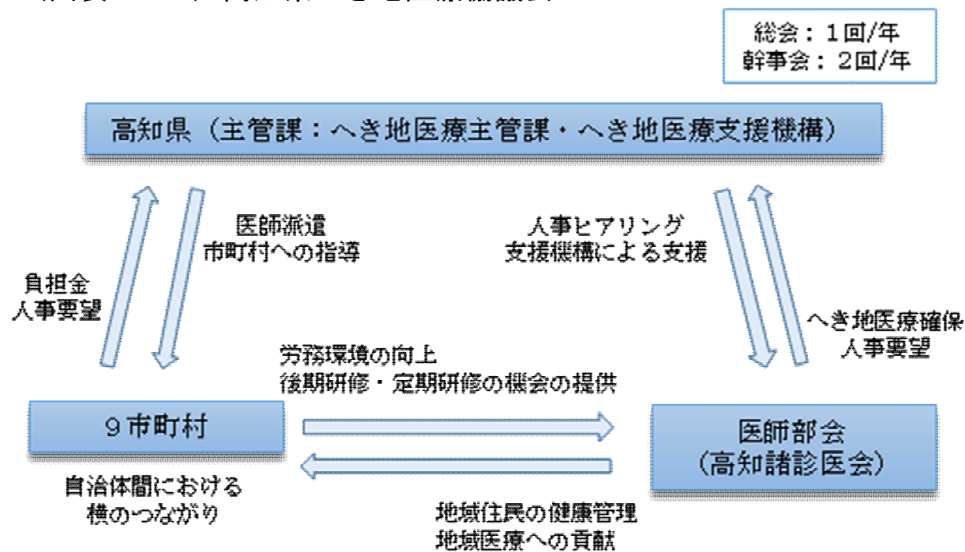 総会：１回/年
幹事会：２回/年
高知県（主管課：へき地医療主管課・へき地医療支援機構）
医師派遣
市町村への指導
人事ヒアリング
支援機構による支援
負担金
人事要望
へき地医療確保
人事要望
労務環境の向上
後期研修・定期研修の機会の提供
９市町村
医師部会
（高知諸診医会）
自治体間における
横のつながり
地域住民の健康管理
地域医療への貢献